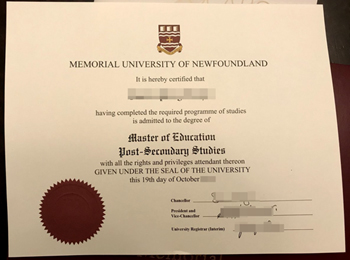 MEMORIAL UNIVERSITY OF NEWFOUNDLAND
It is hereby certified that
having completed the required programme of studies
is admitted to the degree of
Master of Education
Post-Secondary Studies
with all the rights and privileges attendant thereon
GIVEN UNDER THE SEAL OF THE UNIVERSITY
this 19th day of October
Chancellor
President and
Vice-Chancellor
University Registrar (Interim)